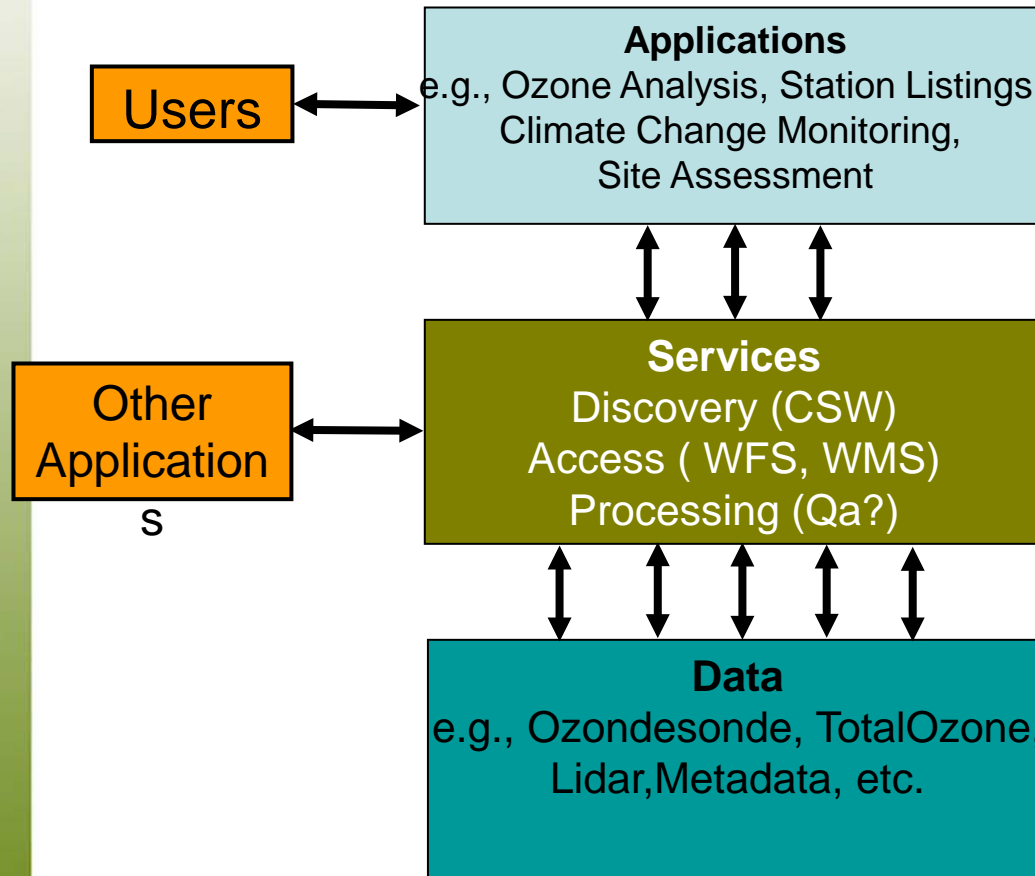 Applications
e.g., Ozone Analysis, Station Listings
Climate Change Monitoring,
Site Assessment
Users
Services
Discovery (CSW)
Access ( WFS, WMS)
Processing (Qa?)
Other
Application
s
Data
e.g., Ozondesonde, TotalOzone,
Lidar,Metadata, etc.